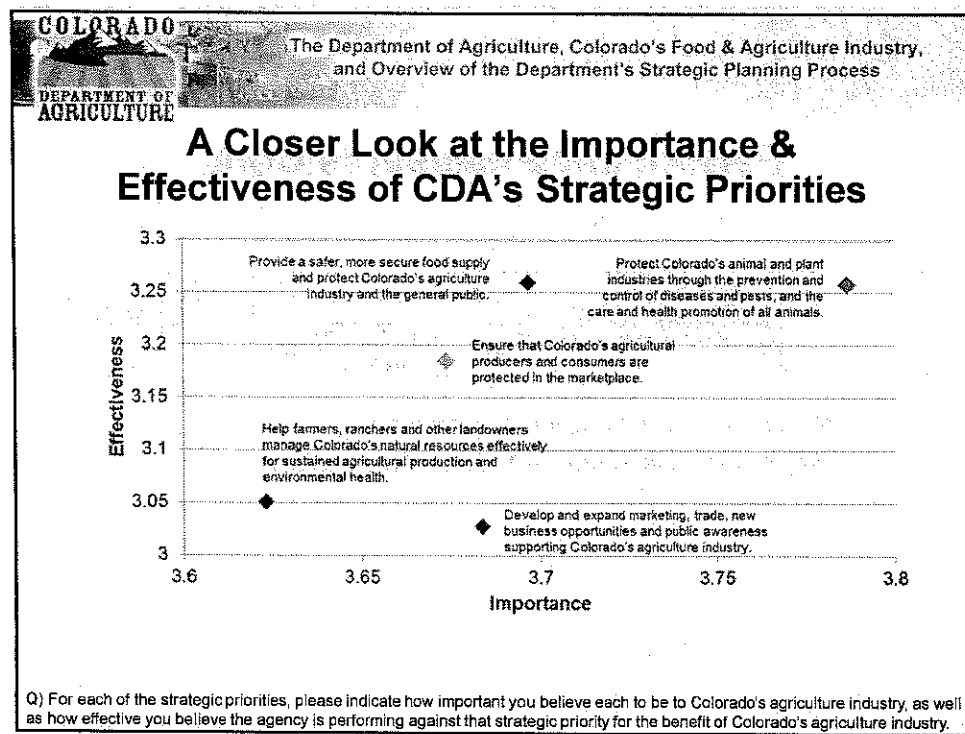 COLORADO
DEPARTMENT OF
AGRICULTURE
The Department of Agriculture, Colorado's Food & Agriculture Industry,
and Overview of the Department's Strategic Planning Process
A Closer Look at the Importance &
Effectiveness of CDA's Strategic Priorities
3.3
3.25
3.2
3.15
3.1
3.05
3
Effectiveness
Provide a safer, more secure food supply
and protect Colorado's agriculture
industry and the general public.
Protect Colorado's animal and plant
industries through the prevention and
control of diseases and pests, and the
care and health promotion of all animals.
Ensure that Colorado's agricultural
producers and consumers are
protected in the marketplace.
Help farmers, ranchers and other landowners
manage Colorado's natural resources effectively
for sustained agricultural production and
environmental health.
Develop and expand marketing, trade, new
business opportunities and public awareness
supporting Colorado's agriculture industry.
3.6
3.65
3.7
3.75
3.8
Importance
Q) For each of the strategic priorities, please indicate how important you believe each to be to Colorado's agriculture industry, as well
as how effective you believe the agency is performing against that strategic priority for the benefit of Colorado's agriculture industry.